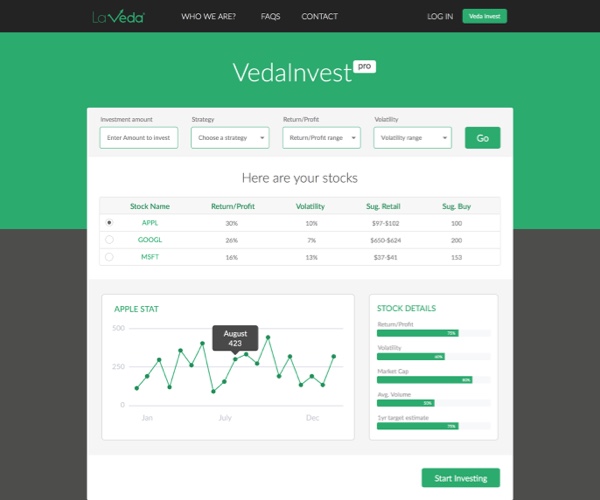 LaVeda
WHO WE ARE? FAQS CONTACT LOG IN Veda Invest
VedaInvest pro
Investment amount Strategy Return/Profit Volatility
Enter Amount to invest Choose a strategy Return/Profit range Volatility range Go
Here are your stocks
Stock Name Return/Profit Volatility Sug. Retail Sug. Buy
APPL 30% 10% $97-$102 100
GOOGL 26% 7% $650-$624 200
MSFT 16% 13% $37-$41 153
APPLE STAT
500
250
0
August
423
Jan July Dec
STOCK DETAILS
Return/Profit
70%
Volatility
60%
Market Cap
80%
Avg. Volume
50%
1yr target estimate
70%
Start Investing